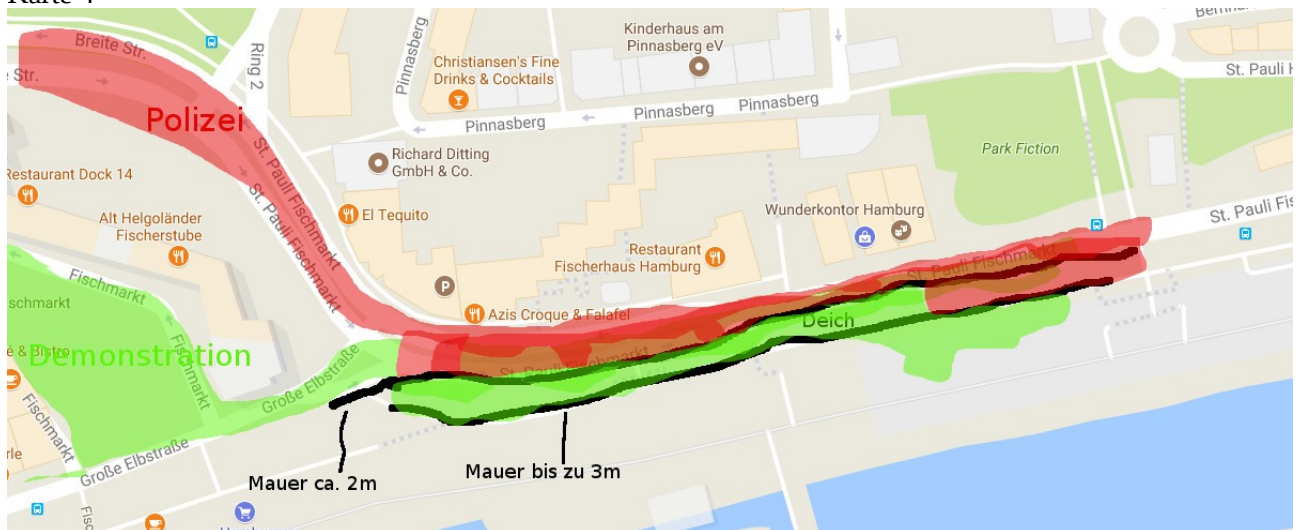 Karte 4
Breite Str.
Ring 2
Pinnasberg
Christiansen's Fine
Drinks & Cocktails
Kinderhaus am
Pinnasberg eV
St. Pauli
e Str.
Polizei
Pinnasberg
Pinnasberg
Pinnasberg
Park Fiction
Richard Ditting
GmbH & Co.
St. Pauli Fischmarkt
St. Pauli Fischmarkt
Restaurant Dock 14
Alt Helgoländer
Fischerstube
El Tequito
Wunderkontor Hamburg
St. Pauli Fis
Restaurant
Fischerhaus Hamburg
St. Pauli Fischmarkt
P
Fischmarkt
schmarkt
Azis Croque & Falafel
Deich
Demonstration
é & Bistro
Fischmarkt
St. Pauli Fischmarkt
Große Elbstraße
Fischmarkt
Große Elbstraße
Mauer ca. 2m
Mauer bis zu 3m